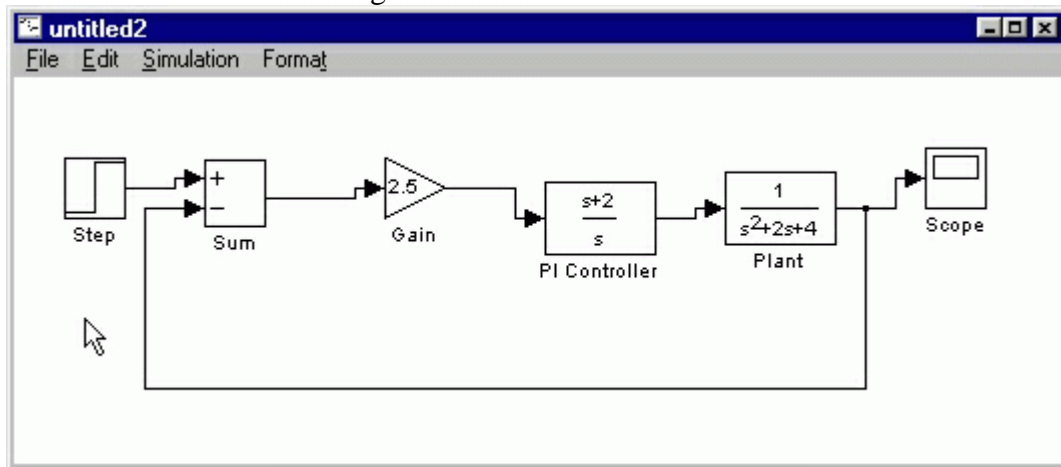 untitled2
File Edit Simulation Format
+
−
Step
Sum
2.5
Gain
s+2
s
PI Controller
1
s²+2s+4
Plant
Scope